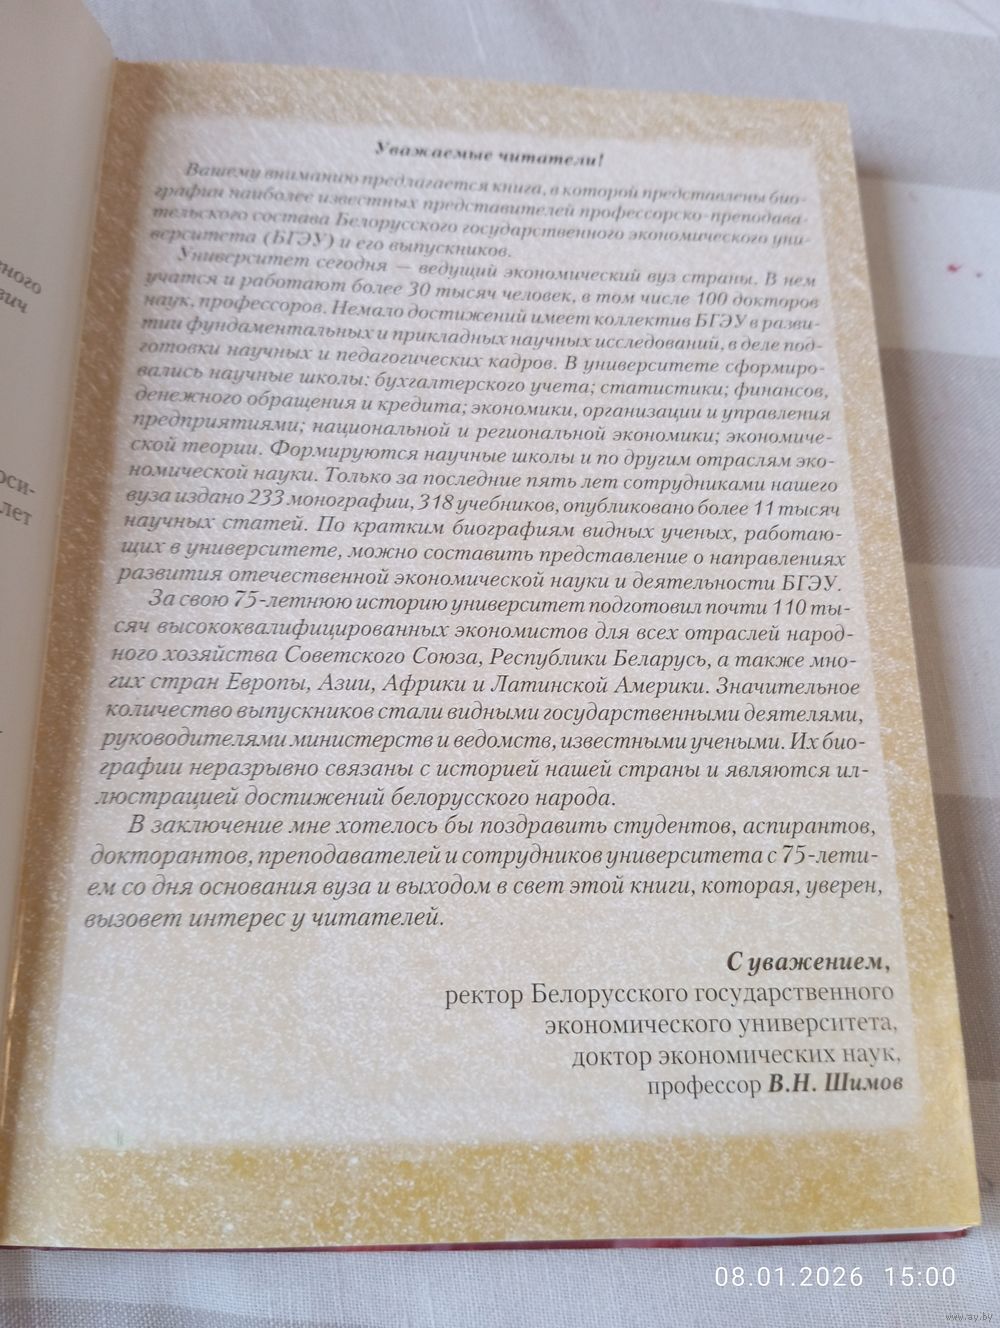 Уважаемые читатели!
Вашему вниманию предлагается книга, в которой представлены био-
графии наиболее известных представителей профессорско-преподава-
тельского состава Белорусского государственного экономического уни-
верситета (БГЭУ) и его выпускников.
Университет сегодня — ведущий экономический вуз страны. В нем
учатся и работают более 30 тысяч человек, в том числе 100 докторов
наук, профессоров. Немало достижений имеет коллектив БГЭУ в разви-
тии фундаментальных и прикладных научных исследований, в деле под-
готовки научных и педагогических кадров. В университете сформиро-
вались научные школы: бухгалтерского учета; статистики; финансов,
денежного обращения и кредита; экономики, организации и управления
предприятиями; национальной и региональной экономики; экономиче-
ской теории. Формируются научные школы и по другим отраслям эко-
номической науки. Только за последние пять лет сотрудниками нашего
вуза издано 233 монографии, 318 учебников, опубликовано более 11 тысяч
научных статей. По кратким биографиям видных ученых, работаю-
щих в университете, можно составить представление о направлениях
развития отечественной экономической науки и деятельности БГЭУ.
За свою 75-летнюю историю университет подготовил почти 110 ты-
сяч высококвалифицированных экономистов для всех отраслей народ-
ного хозяйства Советского Союза, Республики Беларусь, а также мно-
гих стран Европы, Азии, Африки и Латинской Америки. Значительное
количество выпускников стали видными государственными деятелями,
руководителями министерств и ведомств, известными учеными. Их био-
графии неразрывно связаны с историей нашей страны и являются ил-
люстрацией достижений белорусского народа.
В заключение мне хотелось бы поздравить студентов, аспирантов,
докторантов, преподавателей и сотрудников университета с 75-лети-
ем со дня основания вуза и выходом в свет этой книги, которая, уверен,
вызовет интерес у читателей.
С уважением,
ректор Белорусского государственного
экономического университета,
доктор экономических наук,
профессор В.Н. Шимов
лет
08.01.2026 15:00
www.ay.by